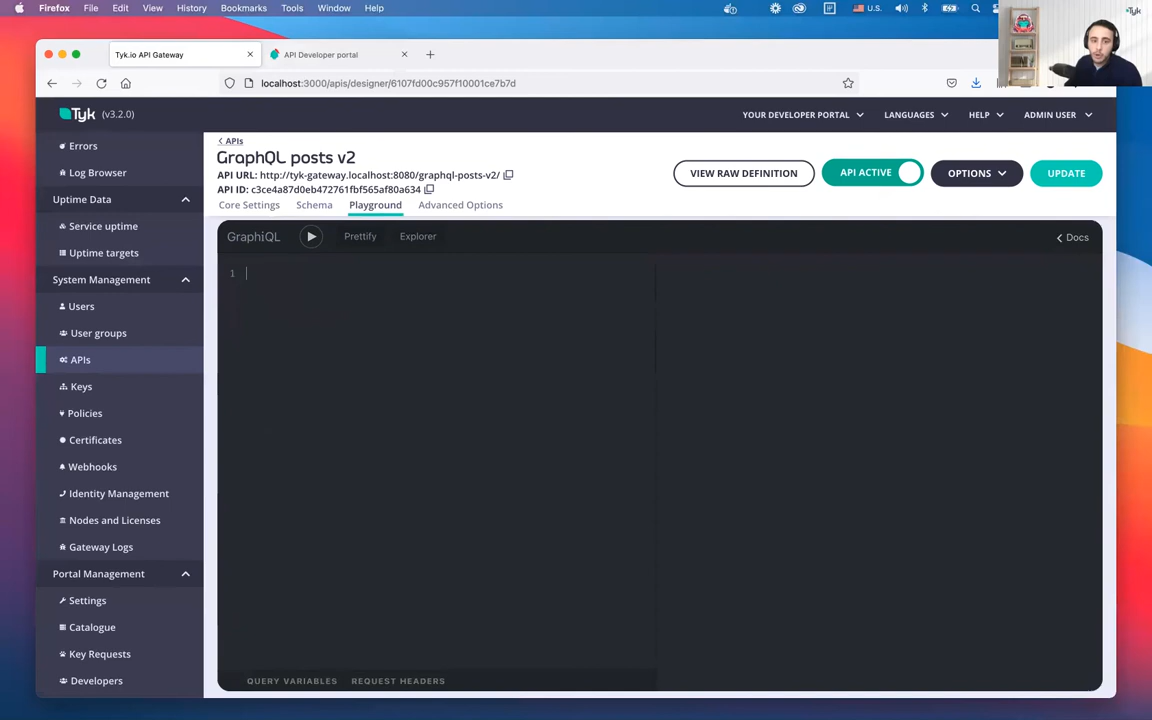 Firefox File Edit View History Bookmarks Tools Window Help U.S.
Tyk
Tyk.io API Gateway
API Developer portal
localhost:3000/apis/designer/6107fd00c957f10001ce7b7d
Tyk (v3.2.0)
YOUR DEVELOPER PORTAL LANGUAGES HELP ADMIN USER
Errors
Log Browser
Uptime Data
Service uptime
Uptime targets
System Management
Users
User groups
APIs
Keys
Policies
Certificates
Webhooks
Identity Management
Nodes and Licenses
Gateway Logs
Portal Management
Settings
Catalogue
Key Requests
Developers
APIs
GraphQL posts v2
API URL: http://tyk-gateway.localhost:8080/graphql-posts-v2/
API ID: c3ce4a87d0eb472761fbf565af80a634
VIEW RAW DEFINITION
API ACTIVE
OPTIONS
UPDATE
Core Settings Schema Playground Advanced Options
GraphiQL Prettify Explorer Docs
1
QUERY VARIABLES REQUEST HEADERS